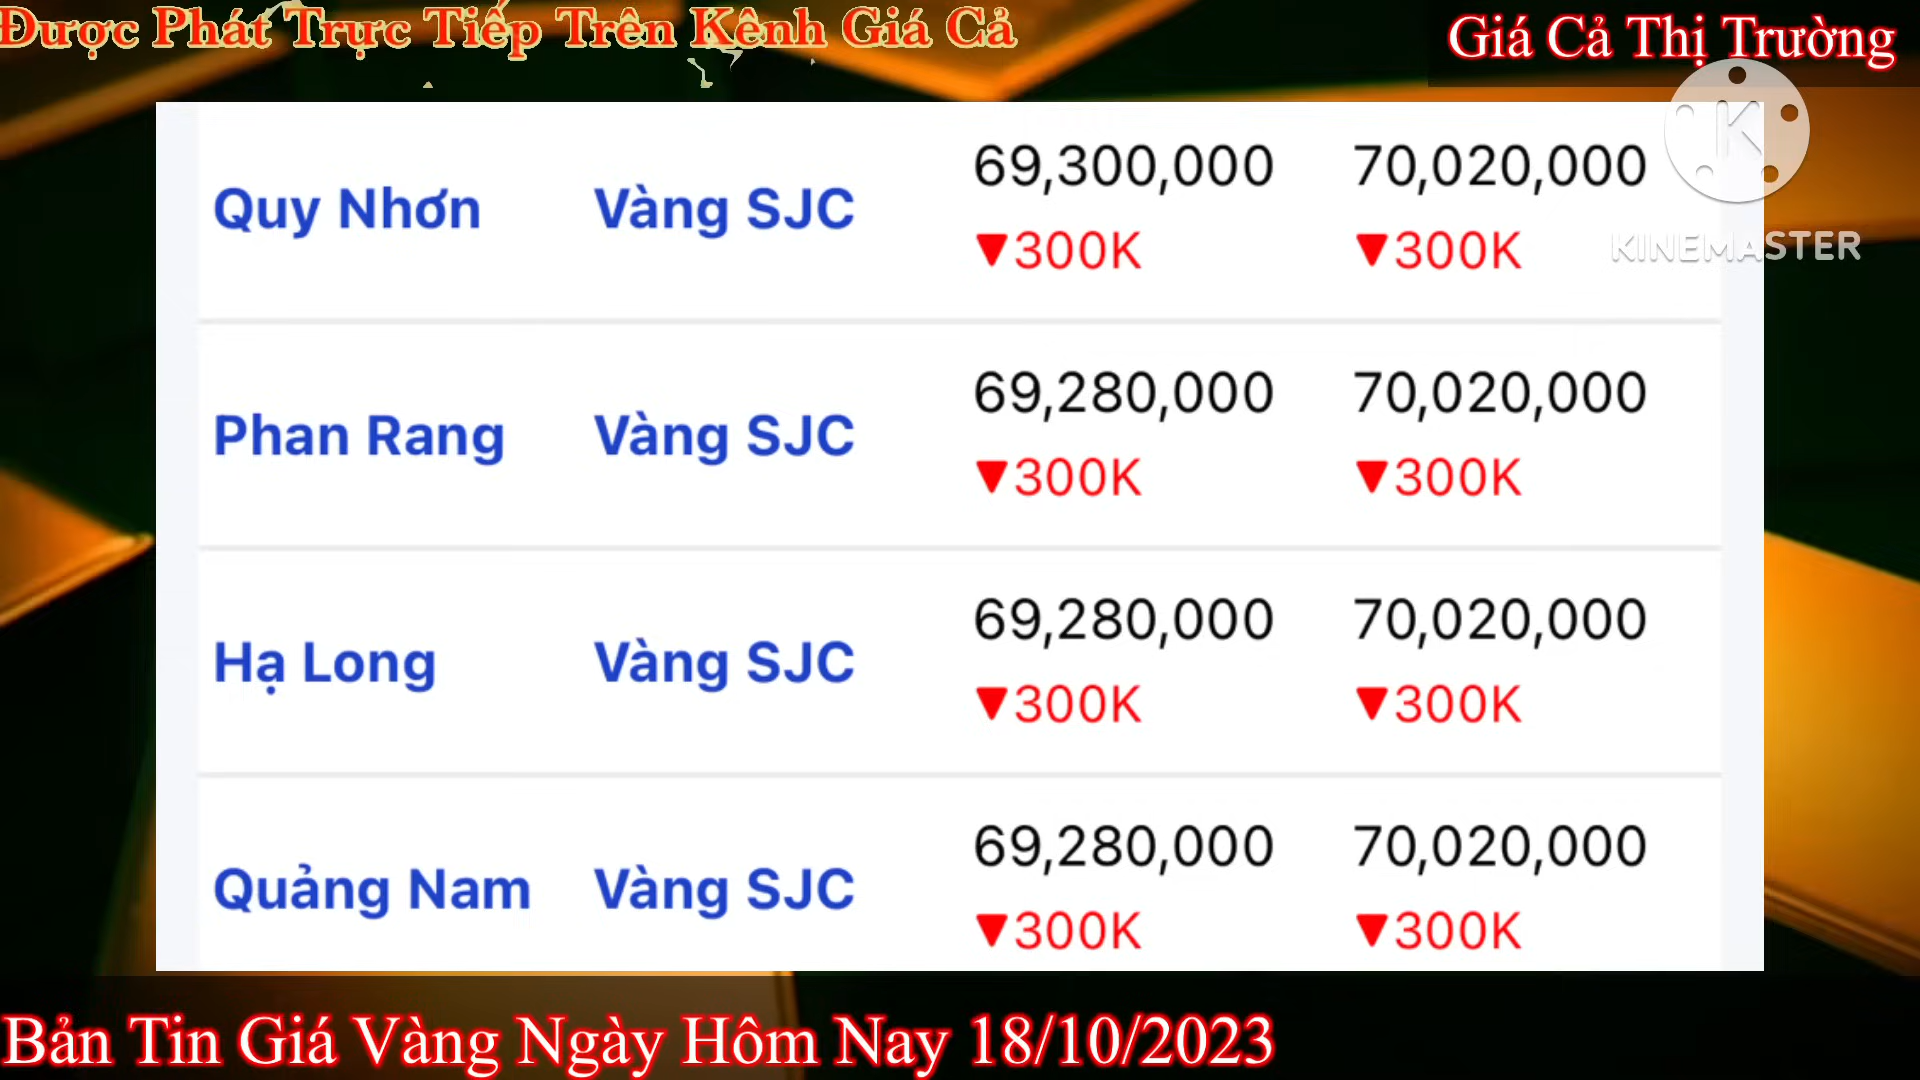 Được Phát Trực Tiếp Trên Kênh Giá Cả
Giá Cả Thị Trường
K
KINEMASTER
Quy Nhơn Vàng SJC 69,300,000 70,020,000
▼300K ▼300K
Phan Rang Vàng SJC 69,280,000 70,020,000
▼300K ▼300K
Hạ Long Vàng SJC 69,280,000 70,020,000
▼300K ▼300K
Quảng Nam Vàng SJC 69,280,000 70,020,000
▼300K ▼300K
Bản Tin Giá Vàng Ngày Hôm Nay 18/10/2023